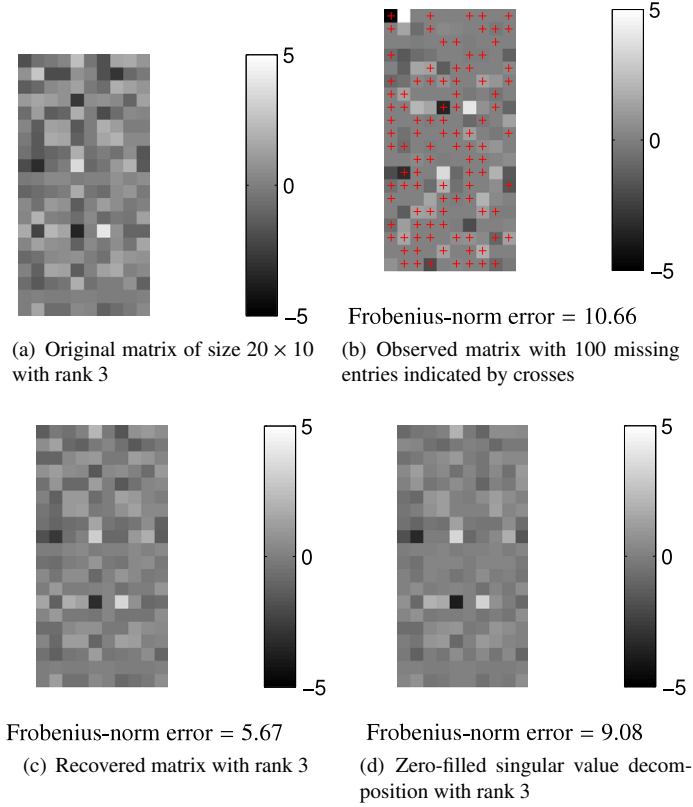 5
0
−5
(a) Original matrix of size 20 × 10
with rank 3
5
0
−5
Frobenius-norm error = 10.66
(b) Observed matrix with 100 missing
entries indicated by crosses
5
0
−5
Frobenius-norm error = 5.67
(c) Recovered matrix with rank 3
5
0
−5
Frobenius-norm error = 9.08
(d) Zero-filled singular value decom-
position with rank 3